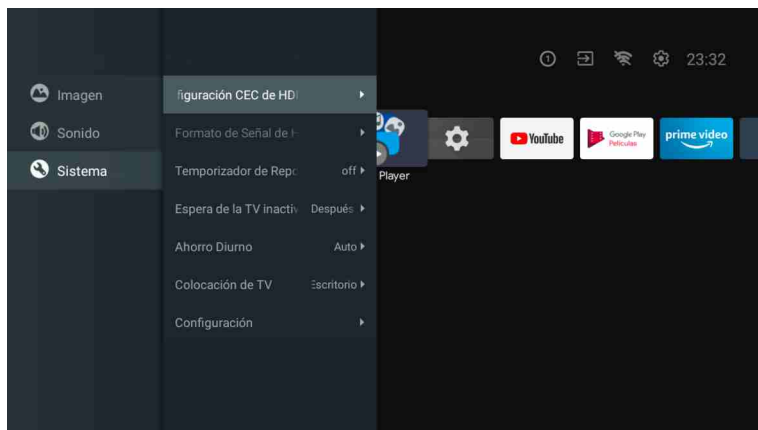 1
23:32
Imagen
Sonido
Sistema
figuración CEC de HD
Formato de Señal de H
Temporizador de Repo off
Espera de la TV inactiv Después
Ahorro Diurno Auto
Colocación de TV Escritorio
Configuración
Player
YouTube
Google Play
Películas
prime video